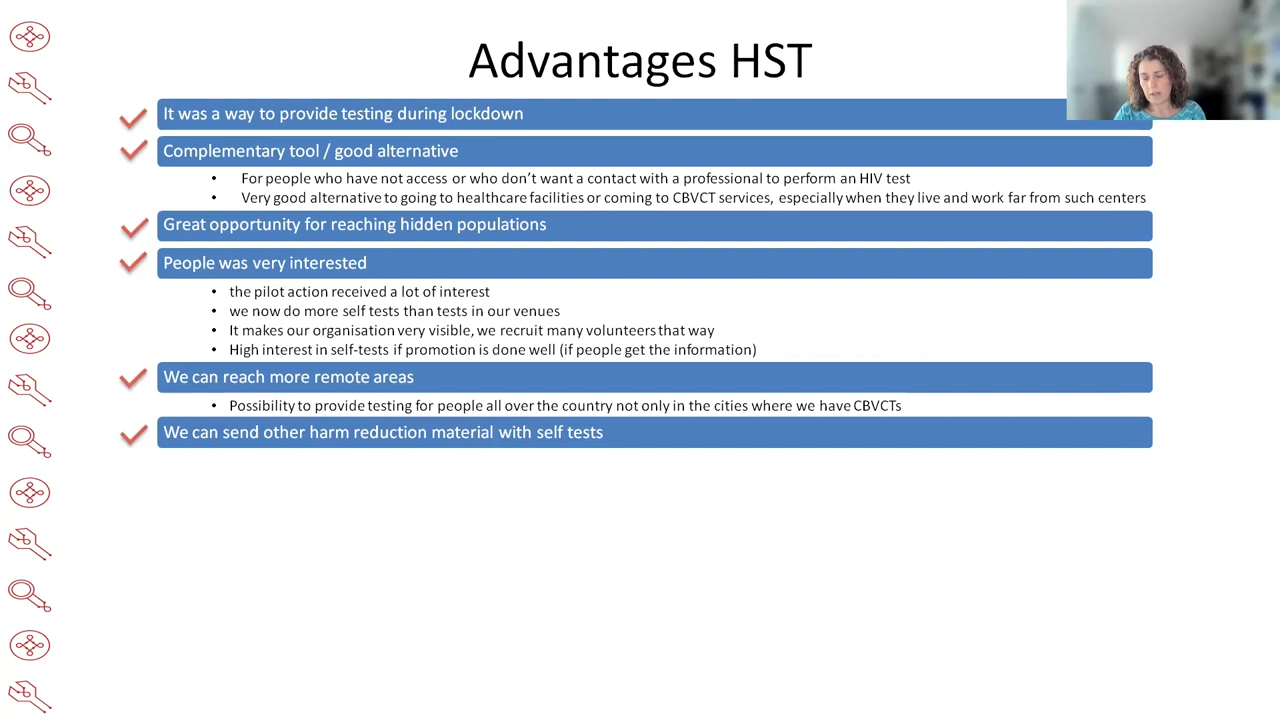 Advantages HST
It was a way to provide testing during lockdown
Complementary tool / good alternative
• For people who have not access or who don't want a contact with a professional to perform an HIV test
• Very good alternative to going to healthcare facilities or coming to CBVCT services, especially when they live and work far from such centers
Great opportunity for reaching hidden populations
People was very interested
• the pilot action received a lot of interest
• we now do more self tests than tests in our venues
• It makes our organisation very visible, we recruit many volunteers that way
• High interest in self-tests if promotion is done well (if people get the information)
We can reach more remote areas
• Possibility to provide testing for people all over the country not only in the cities where we have CBVCTs
We can send other harm reduction material with self tests